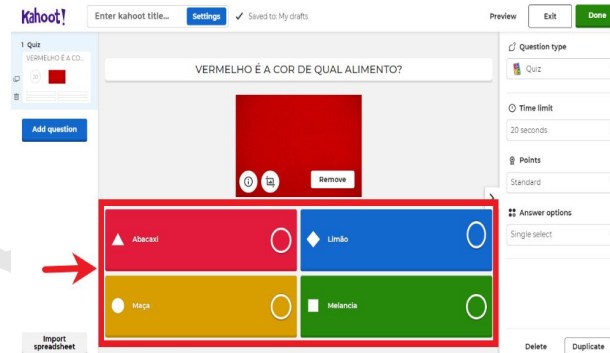 Kahoot!
Enter kahoot title...
Settings
Saved to: My drafts
Preview
Exit
Done
1 Quiz
VERMELHO É A CO...
Add question
Import
spreadsheet
VERMELHO É A COR DE QUAL ALIMENTO?
Remove
Abacaxi
Limão
Maça
Melancia
Question type
Quiz
Time limit
20 seconds
Points
Standard
Answer options
Single select
Delete
Duplicate